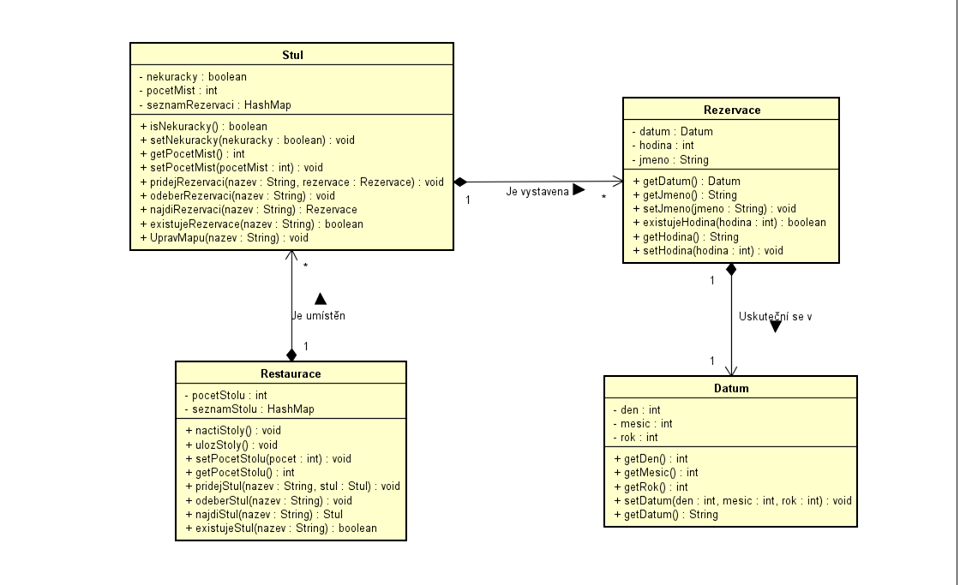 Stul
- nekuracky : boolean
- pocetMist : int
- seznamRezervaci : HashMap
+ isNekuracky() : boolean
+ setNekuracky(nekuracky : boolean) : void
+ getPocetMist() : int
+ setPocetMist(pocetMist : int) : void
+ pridejRezervaci(nazev : String, rezervace : Rezervace) : void
+ odeberRezervaci(nazev : String) : void
+ najdiRezervaci(nazev : String) : Rezervace
+ existujeRezervace(nazev : String) : boolean
+ UpravMapu(nazev : String) : void
1
Je vystavena
*
Rezervace
- datum : Datum
- hodina : int
- jmeno : String
+ getDatum() : Datum
+ getJmeno() : String
+ setJmeno(jmeno : String) : void
+ existujeHodina(hodina : int) : boolean
+ getHodina() : String
+ setHodina(hodina : int) : void
*
Je umístěn
1
1
Uskuteční se v
1
Restaurace
- pocetStolu : int
- seznamStolu : HashMap
+ nactiStoly() : void
+ ulozStoly() : void
+ setPocetStolu(pocet : int) : void
+ getPocetStolu() : int
+ pridejStul(nazev : String, stul : Stul) : void
+ odeberStul(nazev : String) : void
+ najdiStul(nazev : String) : Stul
+ existujeStul(nazev : String) : boolean
Datum
- den : int
- mesic : int
- rok : int
+ getDen() : int
+ getMesic() : int
+ getRok() : int
+ setDatum(den : int, mesic : int, rok : int) : void
+ getDatum() : String